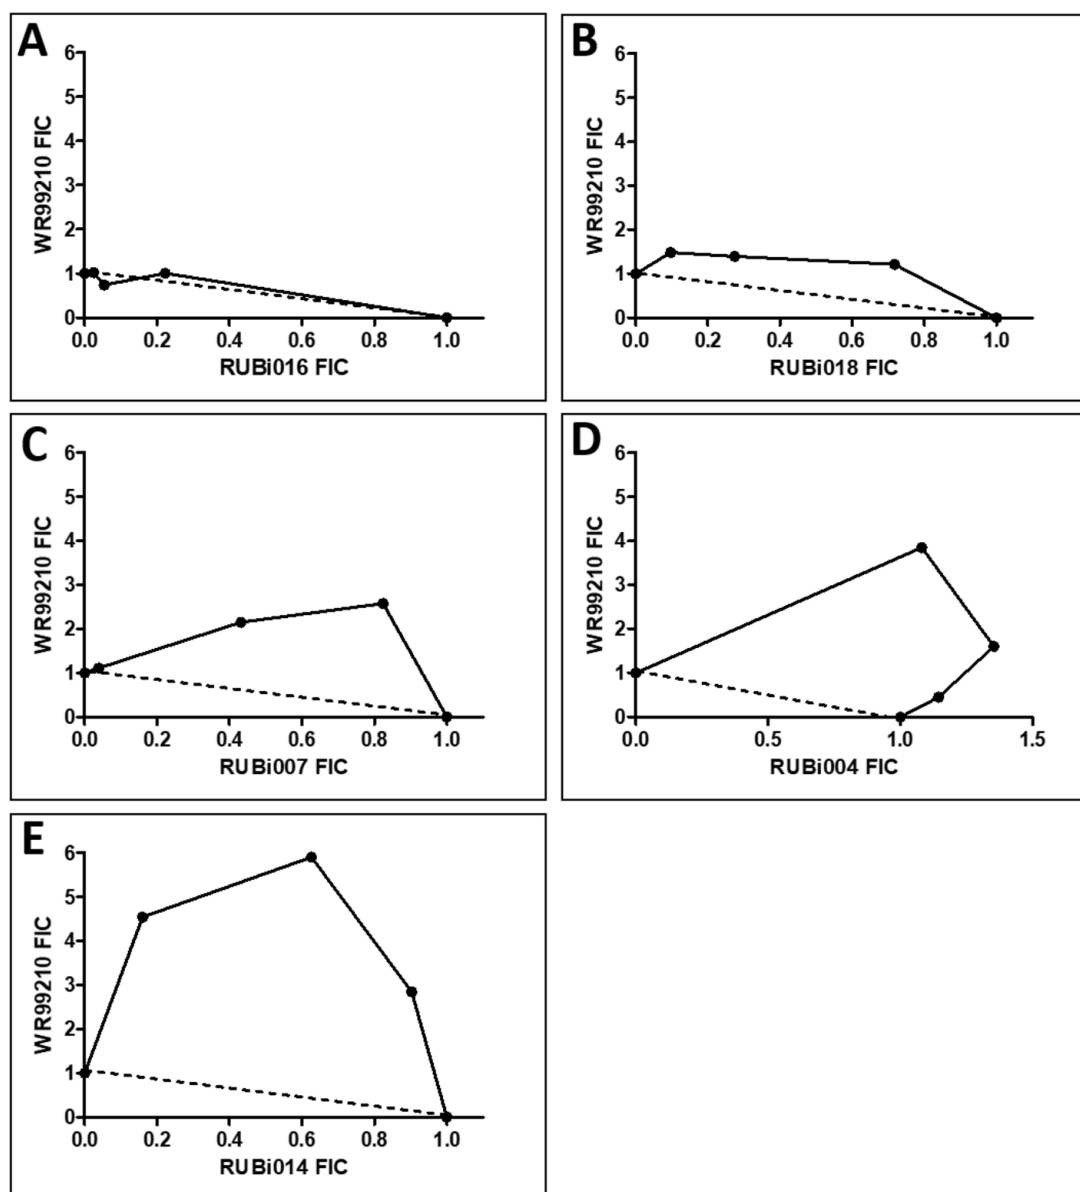 A
6
5
4
3
2
1
0
WR99210 FIC
0.0 0.2 0.4 0.6 0.8 1.0
RUBi016 FIC
B
6
5
4
3
2
1
0
WR99210 FIC
0.0 0.2 0.4 0.6 0.8 1.0
RUBi018 FIC
C
6
5
4
3
2
1
0
WR99210 FIC
0.0 0.2 0.4 0.6 0.8 1.0
RUBi007 FIC
D
6
5
4
3
2
1
0
WR99210 FIC
0.0 0.5 1.0 1.5
RUBi004 FIC
E
6
5
4
3
2
1
0
WR99210 FIC
0.0 0.2 0.4 0.6 0.8 1.0
RUBi014 FIC